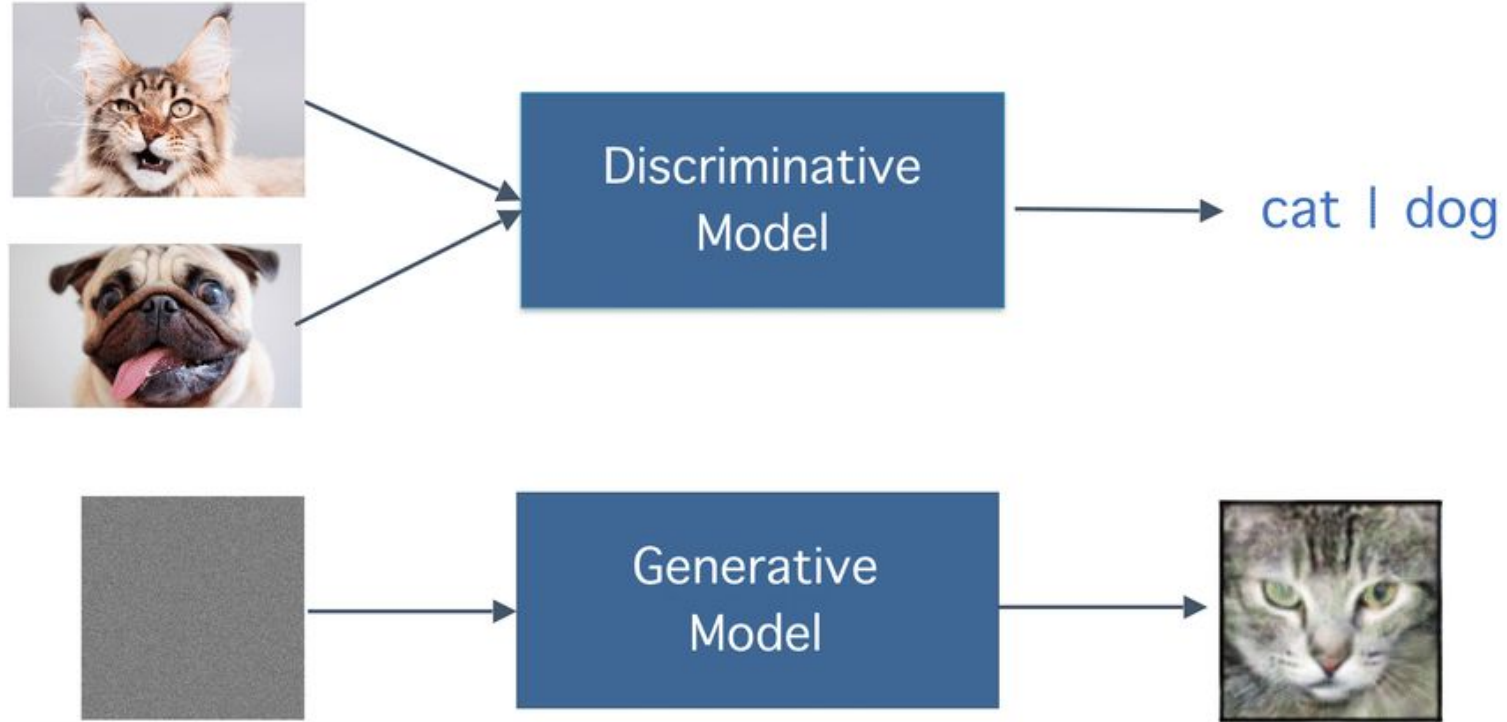 Discriminative
Model
cat | dog
Generative
Model